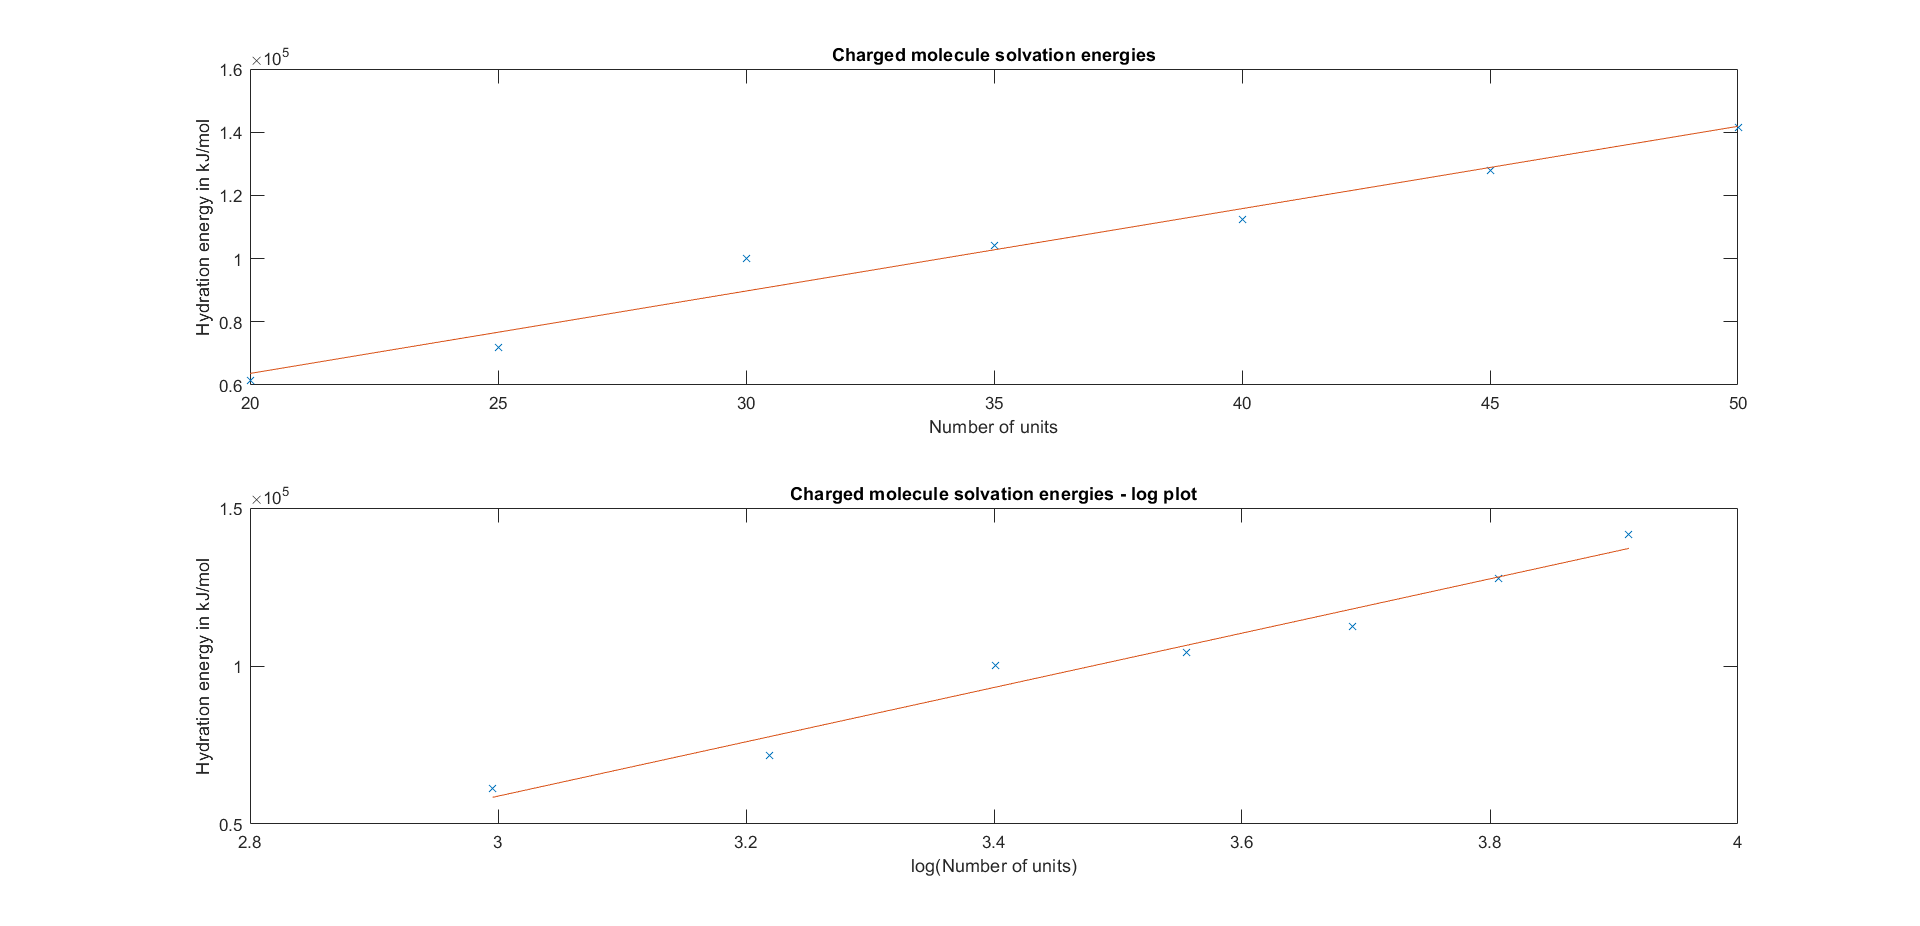 Charged molecule solvation energies
×10^5
Hydration energy in kJ/mol
1.6
1.4
1.2
1
0.8
0.6
20 25 30 35 40 45 50
Number of units
Charged molecule solvation energies - log plot
×10^5
Hydration energy in kJ/mol
1.5
1
0.5
2.8 3 3.2 3.4 3.6 3.8 4
log(Number of units)